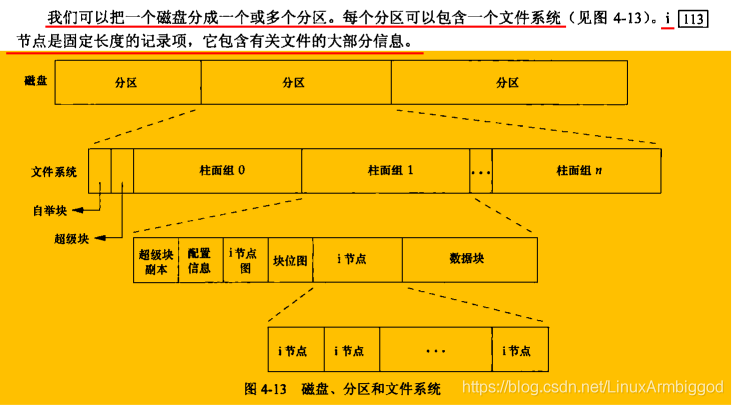 我们可以把一个磁盘分成一个或多个分区。每个分区可以包含一个文件系统（见图 4-13）。i 113
节点是固定长度的记录项，它包含有关文件的大部分信息。
磁盘 分区 分区 分区
文件系统 柱面组 0 柱面组 1 ··· 柱面组 n
自举块
超级块
超级块 配置 i 节点 块位图 i 节点 数据块
副本 信息 图
i 节点 i 节点 ··· i 节点
图 4-13 磁盘、分区和文件系统
https://blog.csdn.net/LinuxArmbiggod